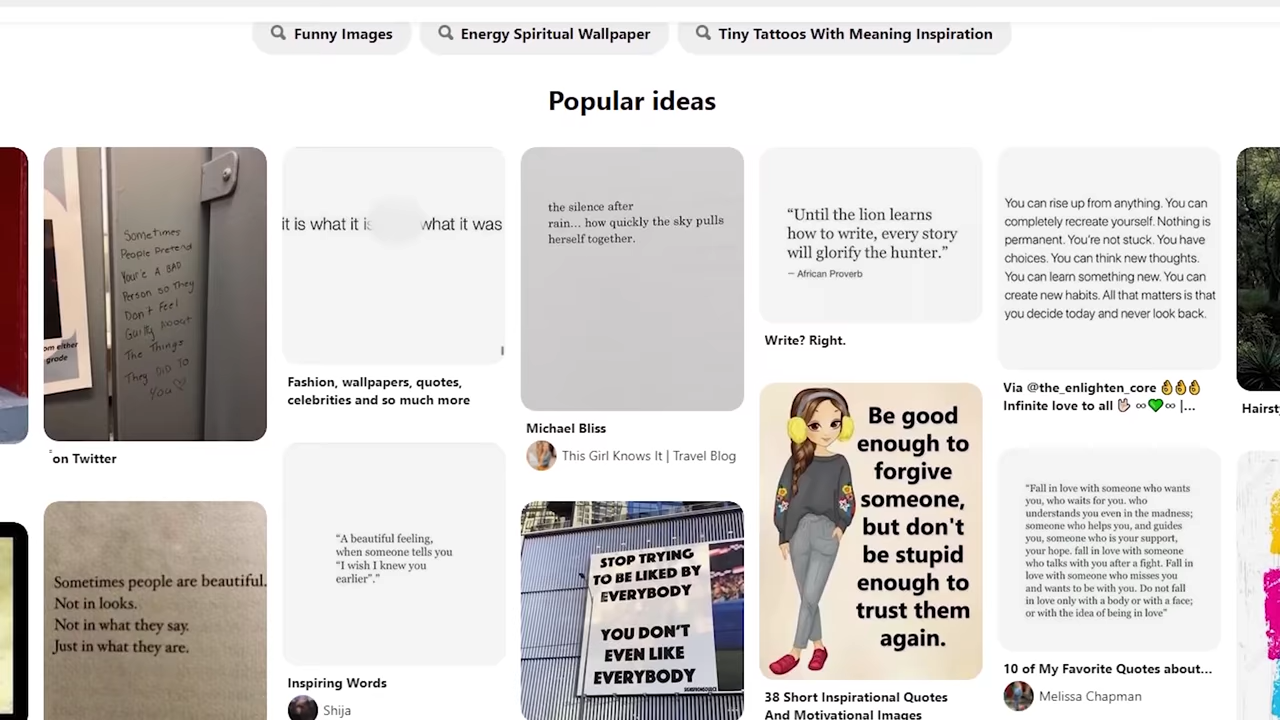 Funny Images
Energy Spiritual Wallpaper
Tiny Tattoos With Meaning Inspiration
Popular ideas
om either
grade
Sometimes
People Pretend
You're A BAD
Person so They
Don't Feel
Guilty About
The Things
They DID TO
You
on Twitter
Sometimes people are beautiful.
Not in looks.
Not in what they say.
Just in what they are.
it is what it is what it was
Fashion, wallpapers, quotes,
celebrities and so much more
“A beautiful feeling,
when someone tells you
“I wish I knew you
earlier”.”
Inspiring Words
Shija
the silence after
rain... how quickly the sky pulls
herself together.
Michael Bliss
This Girl Knows It | Travel Blog
STOP TRYING
TO BE LIKED BY
EVERYBODY
YOU DON'T
EVEN LIKE
EVERYBODY
“Until the lion learns
how to write, every story
will glorify the hunter.”
– African Proverb
Write? Right.
Be good
enough to
forgive
someone,
but don't
be stupid
enough to
trust them
again.
38 Short Inspirational Quotes
And Motivational Images
You can rise up from anything. You can
completely recreate yourself. Nothing is
permanent. You're not stuck. You have
choices. You can think new thoughts.
You can learn something new. You can
create new habits. All that matters is that
you decide today and never look back.
Via @the_enlighten_core 👌👌👌
Infinite love to all 🤟🏻 ∞💚∞ |...
“Fall in love with someone who wants
you, who waits for you. who
understands you even in the madness;
someone who helps you, and guides
you, someone who is your support,
your hope. fall in love with someone
who talks with you after a fight. Fall in
love with someone who misses you
and wants to be with you. Do not fall
in love only with a body or with a face;
or with the idea of being in love”
10 of My Favorite Quotes about...
Melissa Chapman
Hairst